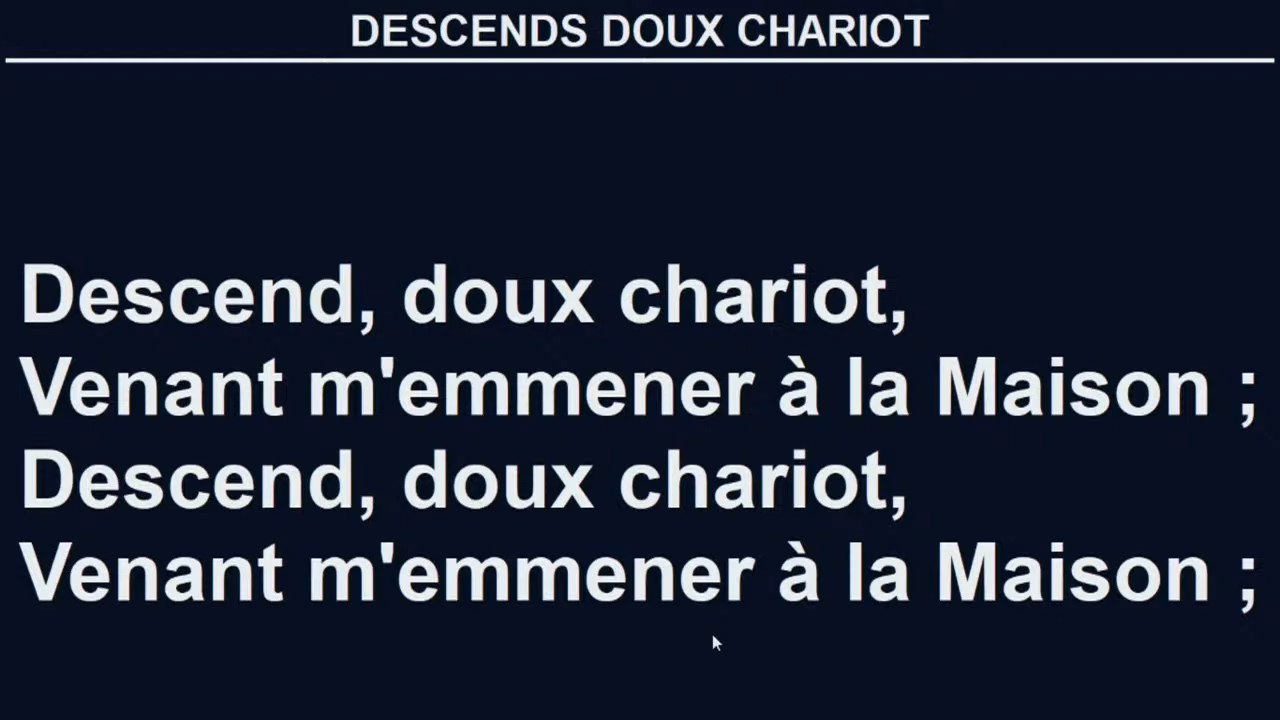 DESCENDS DOUX CHARIOT
Descend, doux chariot,
Venant m'emmener à la Maison ;
Descend, doux chariot,
Venant m'emmener à la Maison ;